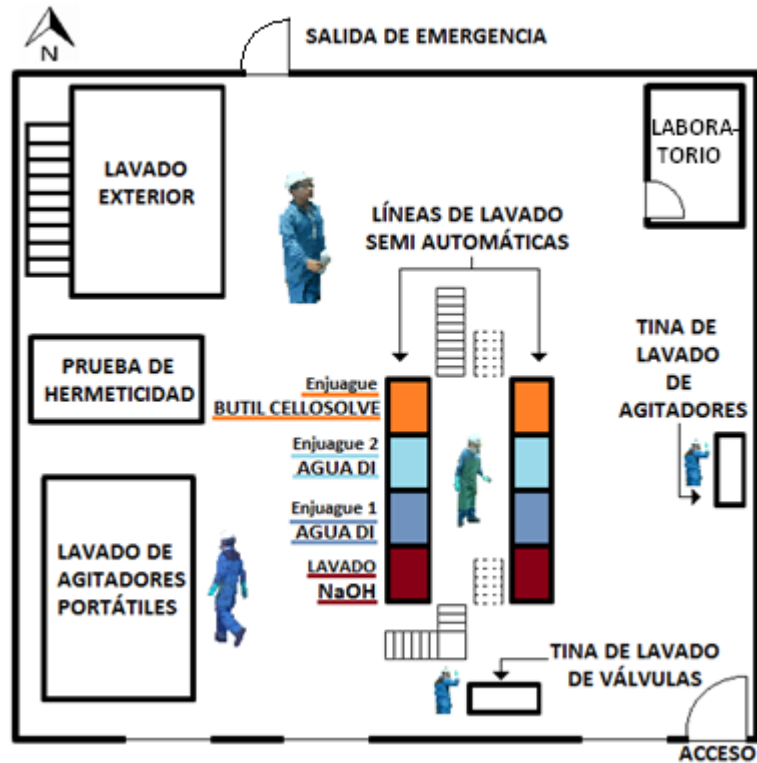 N
SALIDA DE EMERGENCIA
LAVADO
EXTERIOR
LABORA-
TORIO
LÍNEAS DE LAVADO
SEMI AUTOMÁTICAS
PRUEBA DE
HERMETICIDAD
TINA DE
LAVADO
DE
AGITADORES
Enjuague
BUTIL CELLOSOLVE
Enjuague 2
AGUA DI
Enjuague 1
AGUA DI
LAVADO
NaOH
LAVADO DE
AGITADORES
PORTÁTILES
TINA DE LAVADO
DE VÁLVULAS
ACCESO